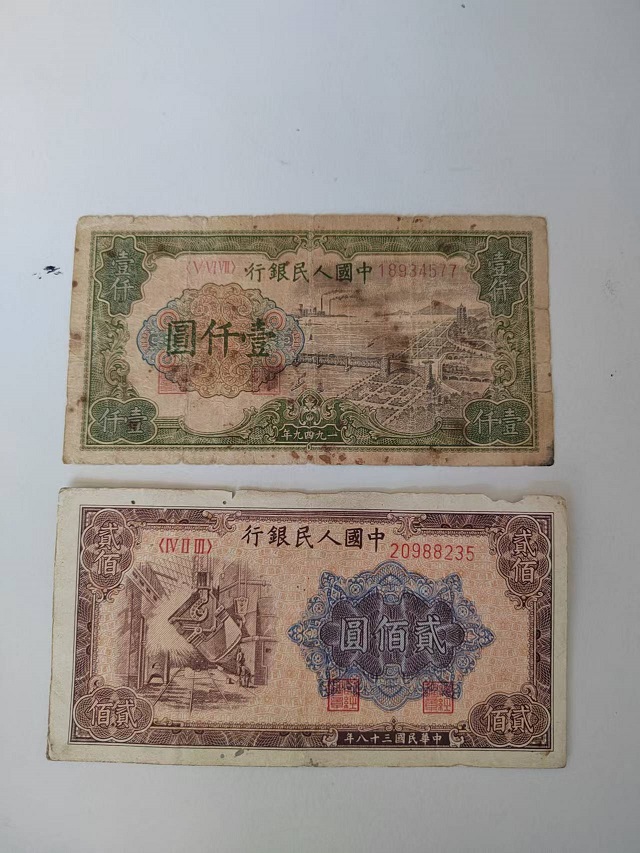 壹仟
〈V VI VII〉
中國人民銀行
18934577
壹仟
壹仟圓
壹仟
一九四九年
壹仟
貳佰
〈IV II III〉
中國人民銀行
20988235
貳佰
貳佰圓
貳佰
中華民國三十八年
貳佰